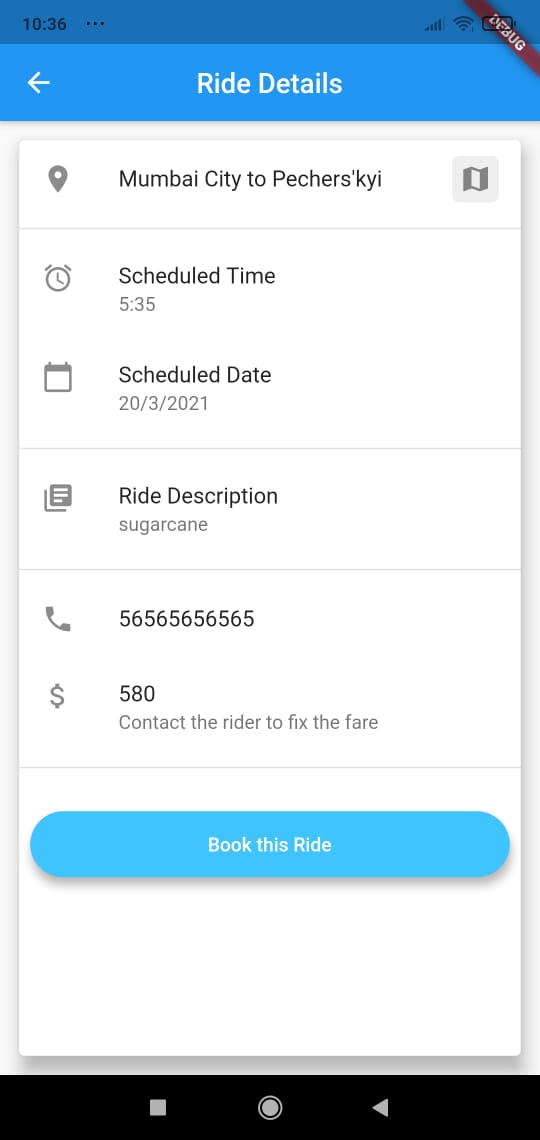 10:36 ...
DEBUG
Ride Details
Mumbai City to Pechers'kyi
Scheduled Time
5:35
Scheduled Date
20/3/2021
Ride Description
sugarcane
56565656565
$ 580
Contact the rider to fix the fare
Book this Ride